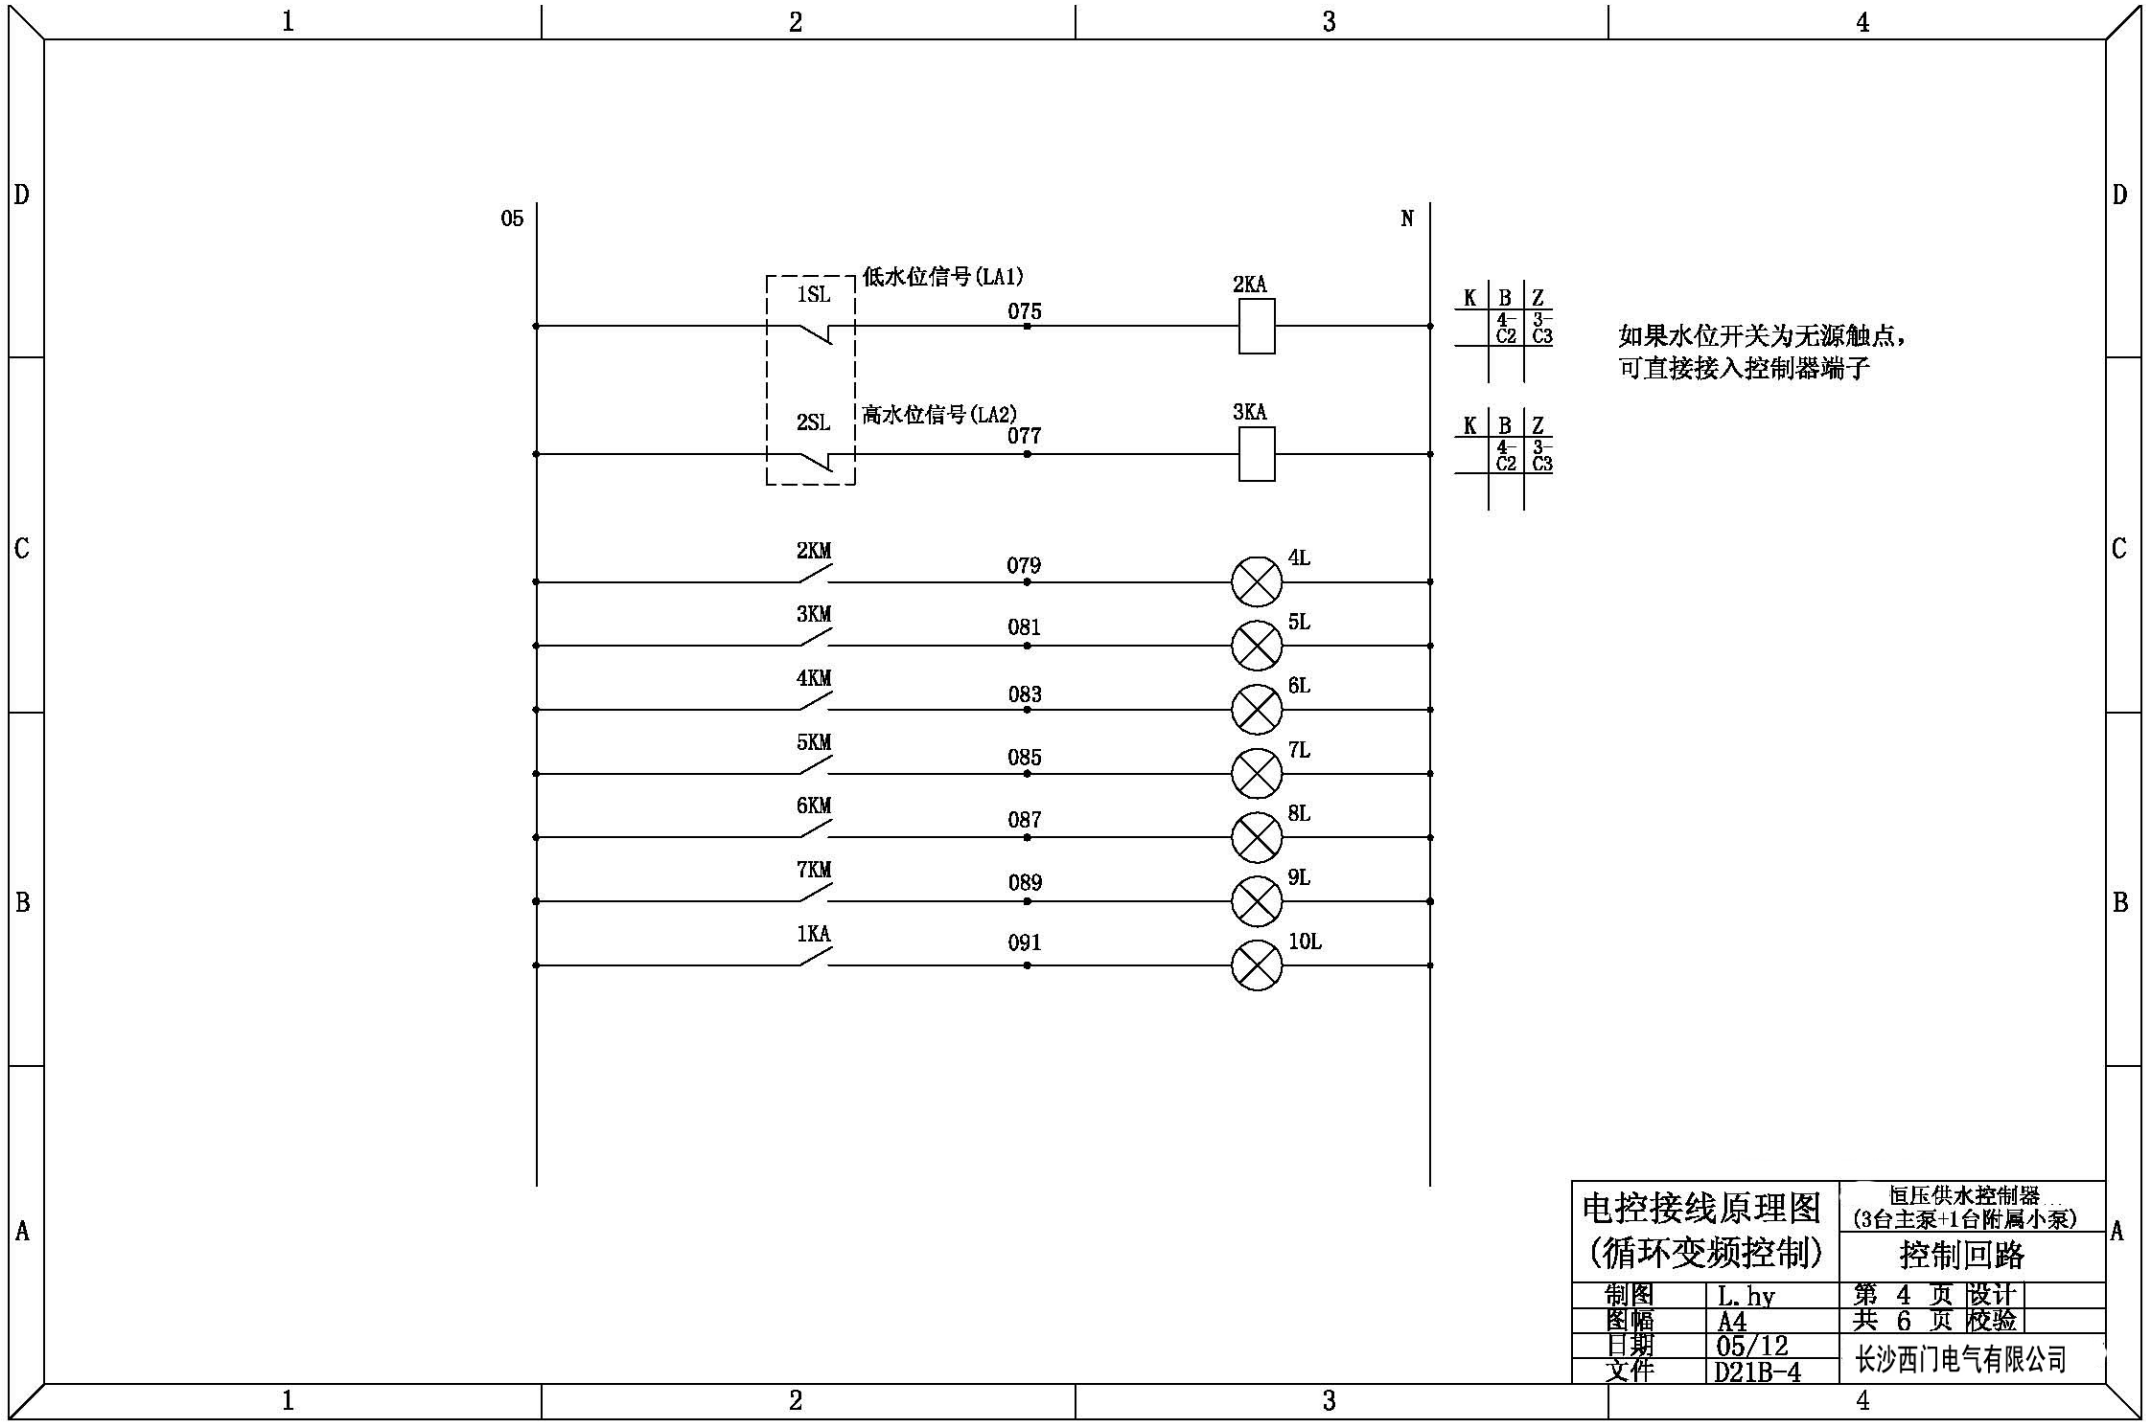 1 2 3 4
D D
05 N
低水位信号(LA1)
1SL 075 2KA
K B Z
4- 3-
C2 C3
如果水位开关为无源触点，
可直接接入控制器端子
高水位信号(LA2)
2SL 077 3KA
K B Z
4- 3-
C2 C3
C C
2KM 079 4L
3KM 081 5L
4KM 083 6L
5KM 085 7L
6KM 087 8L
7KM 089 9L
B B
1KA 091 10L
A A
电控接线原理图
(循环变频控制)
恒压供水控制器
(3台主泵+1台附属小泵)
控制回路
制图 L.hy 第 4 页 设计
图幅 A4 共 6 页 校验
日期 05/12
文件 D21B-4
长沙西门电气有限公司
1 2 3 4